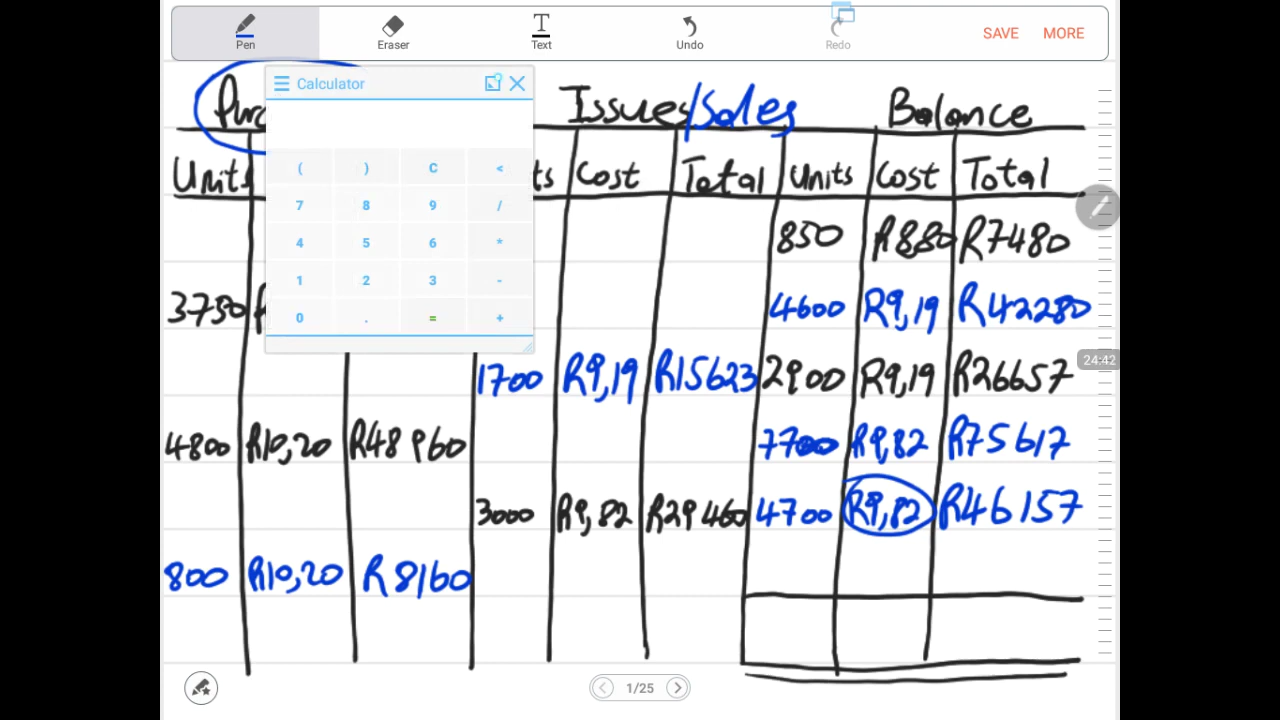 Pen Eraser Text Undo Redo SAVE MORE
Calculator
( ) C <
7 8 9 /
4 5 6 *
1 2 3 -
0 . = +
Issues/Sales Balance
Units Cost Total Units Cost Total
850 R880 R7480
3750 4600 R9,19 R42280
24:42
1700 R9,19 R15623 2900 R9,19 R26657
4800 R10,20 R48960 7700 R9,82 R75617
3000 R9,82 R29460 4700 R9,82 R46157
800 R10,20 R8160
1/25